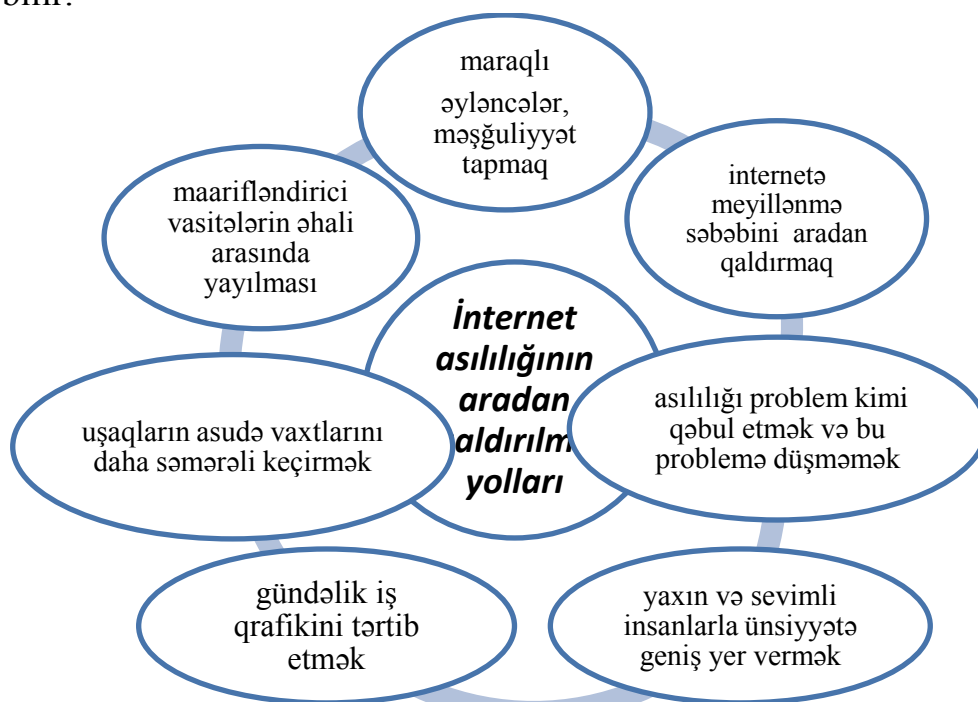 maraqlı
əyləncələr,
məşğuliyyət
tapmaq
internetə
meyillənmə
səbəbini aradan
qaldırmaq
asılılığı problem kimi
qəbul etmək və bu
problemə düşməmək
yaxın və sevimli
insanlarla ünsiyyətə
geniş yer vermək
gündəlik iş
qrafikini tərtib
etmək
uşaqların asudə vaxtlarını
daha səmərəli keçirmək
maarifləndirici
vasitələrin əhali
arasında
yayılması
İnternet
asılılığının
aradan
aldırılm
yolları